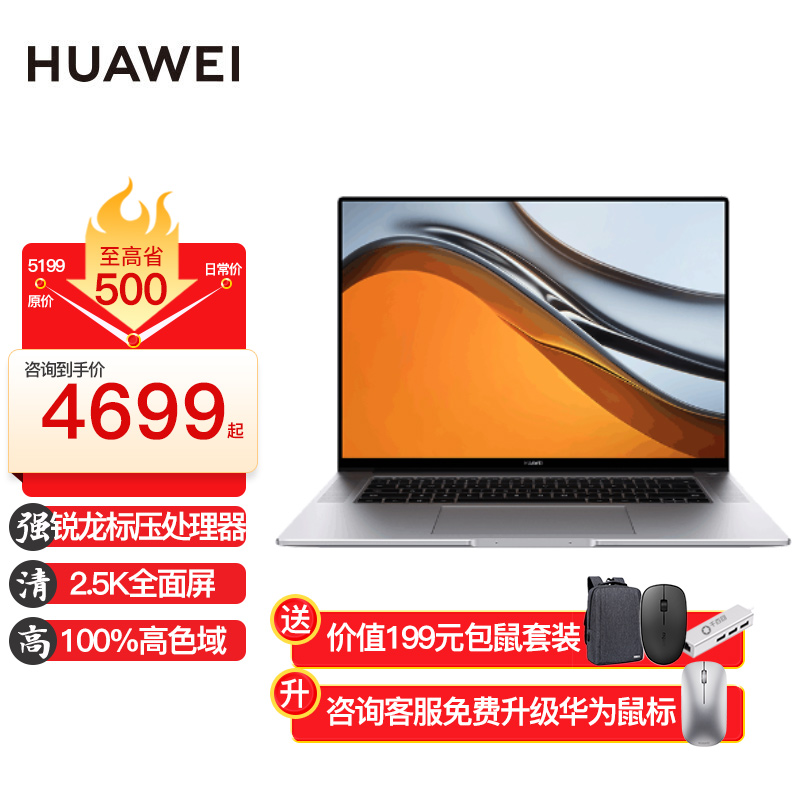 HUAWEI
至高省
500
5199
原价
日常价
咨询到手价
4699起
HUAWEI
强 锐龙标压处理器
清 2.5K全面屏
高 100%高色域
送 价值199元包鼠套装
升 咨询客服免费升级华为鼠标